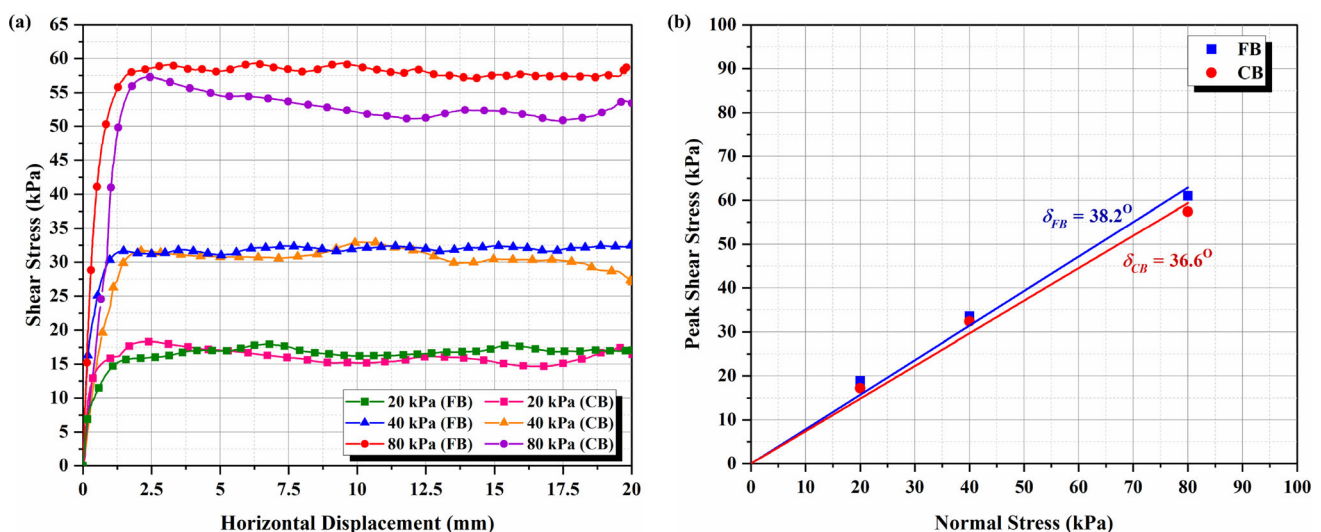 (a)
65
60
55
50
45
40
35
30
25
20
15
10
5
0
Shear Stress (kPa)
20 kPa (FB) 20 kPa (CB)
40 kPa (FB) 40 kPa (CB)
80 kPa (FB) 80 kPa (CB)
0 2.5 5 7.5 10 12.5 15 17.5 20
Horizontal Displacement (mm)
(b)
100
90
80
70
60
50
40
30
20
10
0
Peak Shear Stress (kPa)
FB
CB
δFB = 38.2O
δCB = 36.6O
0 10 20 30 40 50 60 70 80 90 100
Normal Stress (kPa)